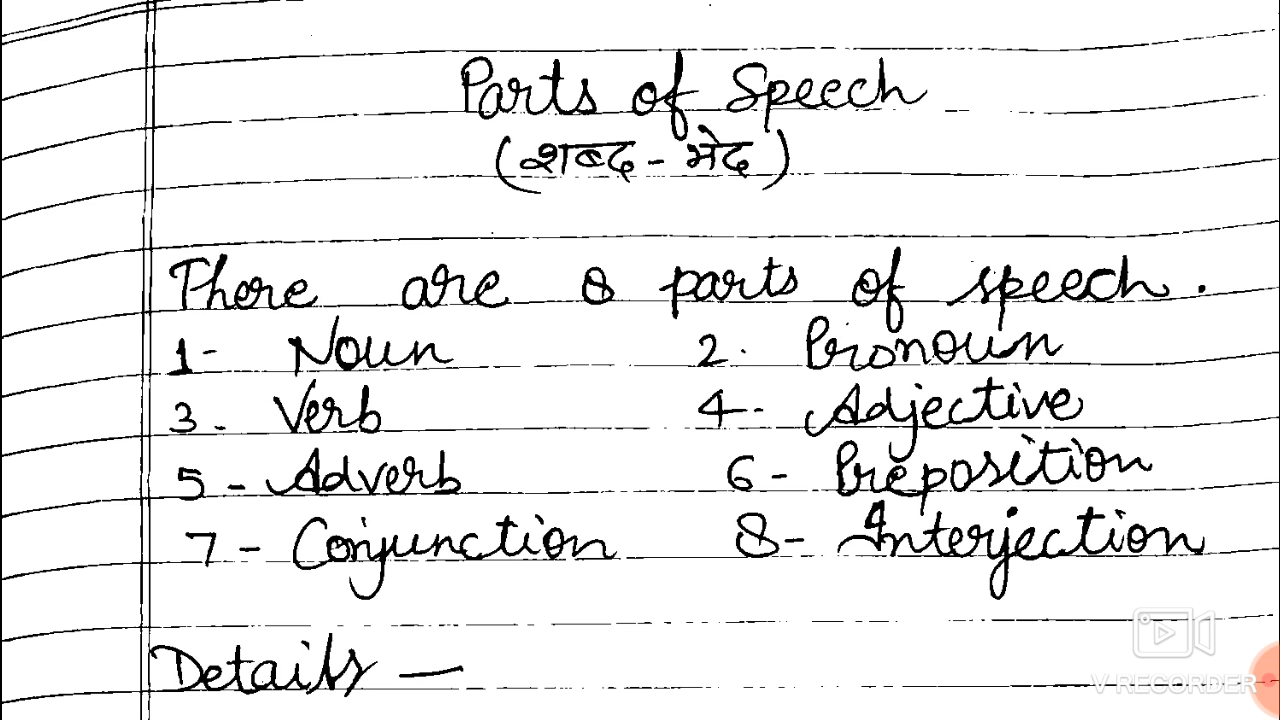 Parts of Speech
(शब्द - भेद)
There are 8 parts of speech.
1- Noun 2. Pronoun
3. Verb 4. Adjective
5 - Adverb 6 - Preposition
7 - Conjunction 8- Interjection
Details —
V RECORDER